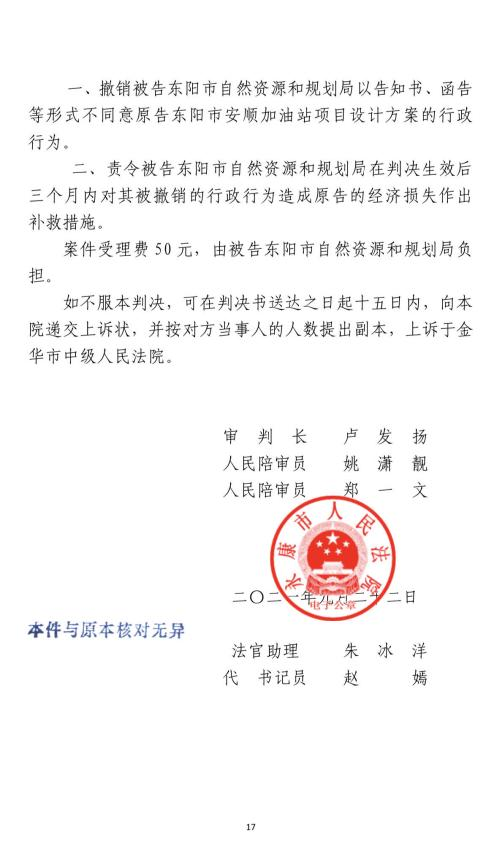 一、撤销被告东阳市自然资源和规划局以告知书、函告
等形式不同意原告东阳市安顺加油站项目设计方案的行政
行为。
二、责令被告东阳市自然资源和规划局在判决生效后
三个月内对其被撤销的行政行为造成原告的经济损失作出
补救措施。
案件受理费 50 元，由被告东阳市自然资源和规划局负
担。
如不服本判决，可在判决书送达之日起十五日内，向本
院递交上诉状，并按对方当事人的人数提出副本，上诉于金
华市中级人民法院。
审 判 长 卢 发 扬
人民陪审员 姚 潇 靓
人民陪审员 郑 一 文
永康市人民法院
二〇二一年元月二十二日
电子公章
本件与原本核对无异
法官助理 朱 冰 洋
代 书记员 赵 嫣
17